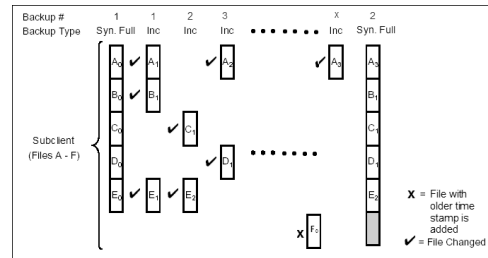 Backup # 1 1 2 3 x 2
Backup Type Syn. Full Inc Inc Inc Inc Syn. Full
A0 ✔ A1 ✔ A2 ✔ A3 A3
B0 ✔ B1 B1
Subclient
(Files A - F)
C0 ✔ C1 C1
D0 ✔ D1 D1
E0 ✔ E1 ✔ E2 E2
x F0
x = File with
older time
stamp is
added
✔ = File Changed